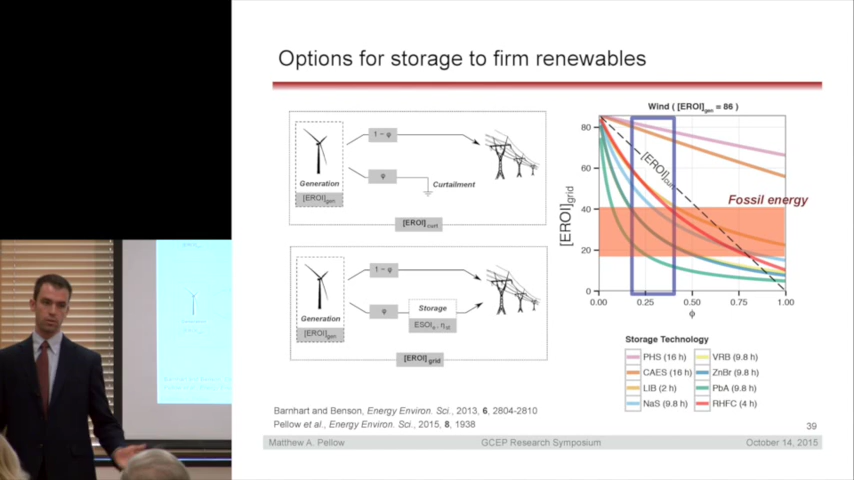 Options for storage to firm renewables
1 − φ
φ
Generation
[EROI]gen
Curtailment
[EROI]curt
1 − φ
φ
Generation
[EROI]gen
Storage
[EROI]grid
Wind ( [EROI]gen = 86 )
80
60
40
20
0
[EROI]grid
[EROI]curt
Fossil energy
0.00 0.25 0.50 0.75 1.00
φ
Storage Technology
PHS (16 h) VRB (9.8 h)
CAES (16 h) ZnBr (9.8 h)
LIB (2 h) PbA (9.8 h)
NaS (9.8 h) RHFC (4 h)
Barnhart and Benson, Energy Environ. Sci., 2013, 6, 2804-2810
Pellow et al., Energy Environ. Sci., 2015, 8, 1938
39
Matthew A. Pellow GCEP Research Symposium October 14, 2015